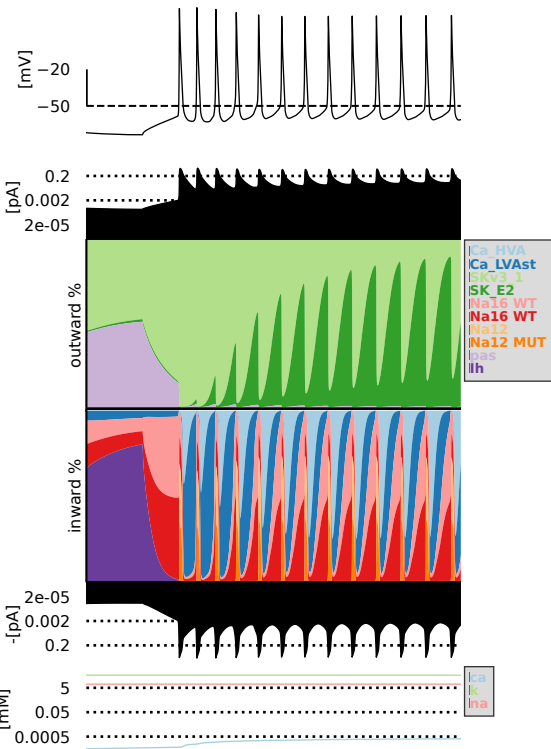 [mV]
−20
−50
[pA]
0.2
0.002
2e-05
outward %
Ca_HVA
Ca_LVAst
SKv3_1
SK_E2
Na16 WT
Na16 WT
Na12
Na12 MUT
pas
Ih
inward %
-[pA]
2e-05
0.002
0.2
[mM]
5
0.05
0.0005
ca
k
na